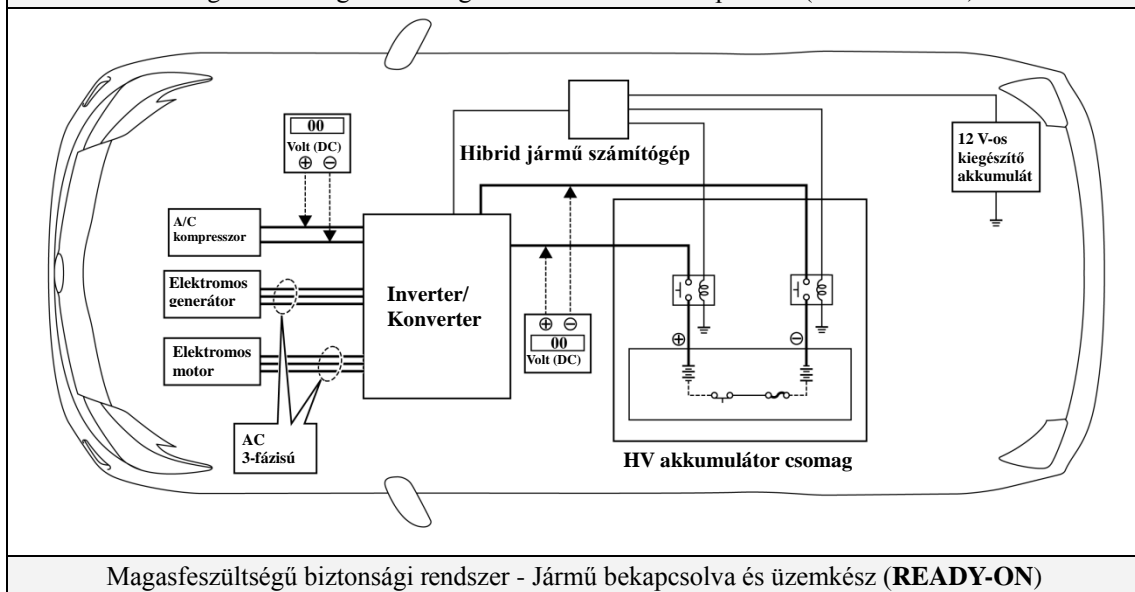 Hibrid jármű számítógép
12 V-os
kiegészítő
akkumulát
00
Volt (DC)
⊕ ⊖
A/C
kompresszor
Elektromos
generátor
Elektromos
motor
Inverter/
Konverter
AC
3-fázisú
⊕ ⊖
00
Volt (DC)
⊕ ⊖
HV akkumulátor csomag
Magasfeszültségű biztonsági rendszer - Jármű bekapcsolva és üzemkész (READY-ON)